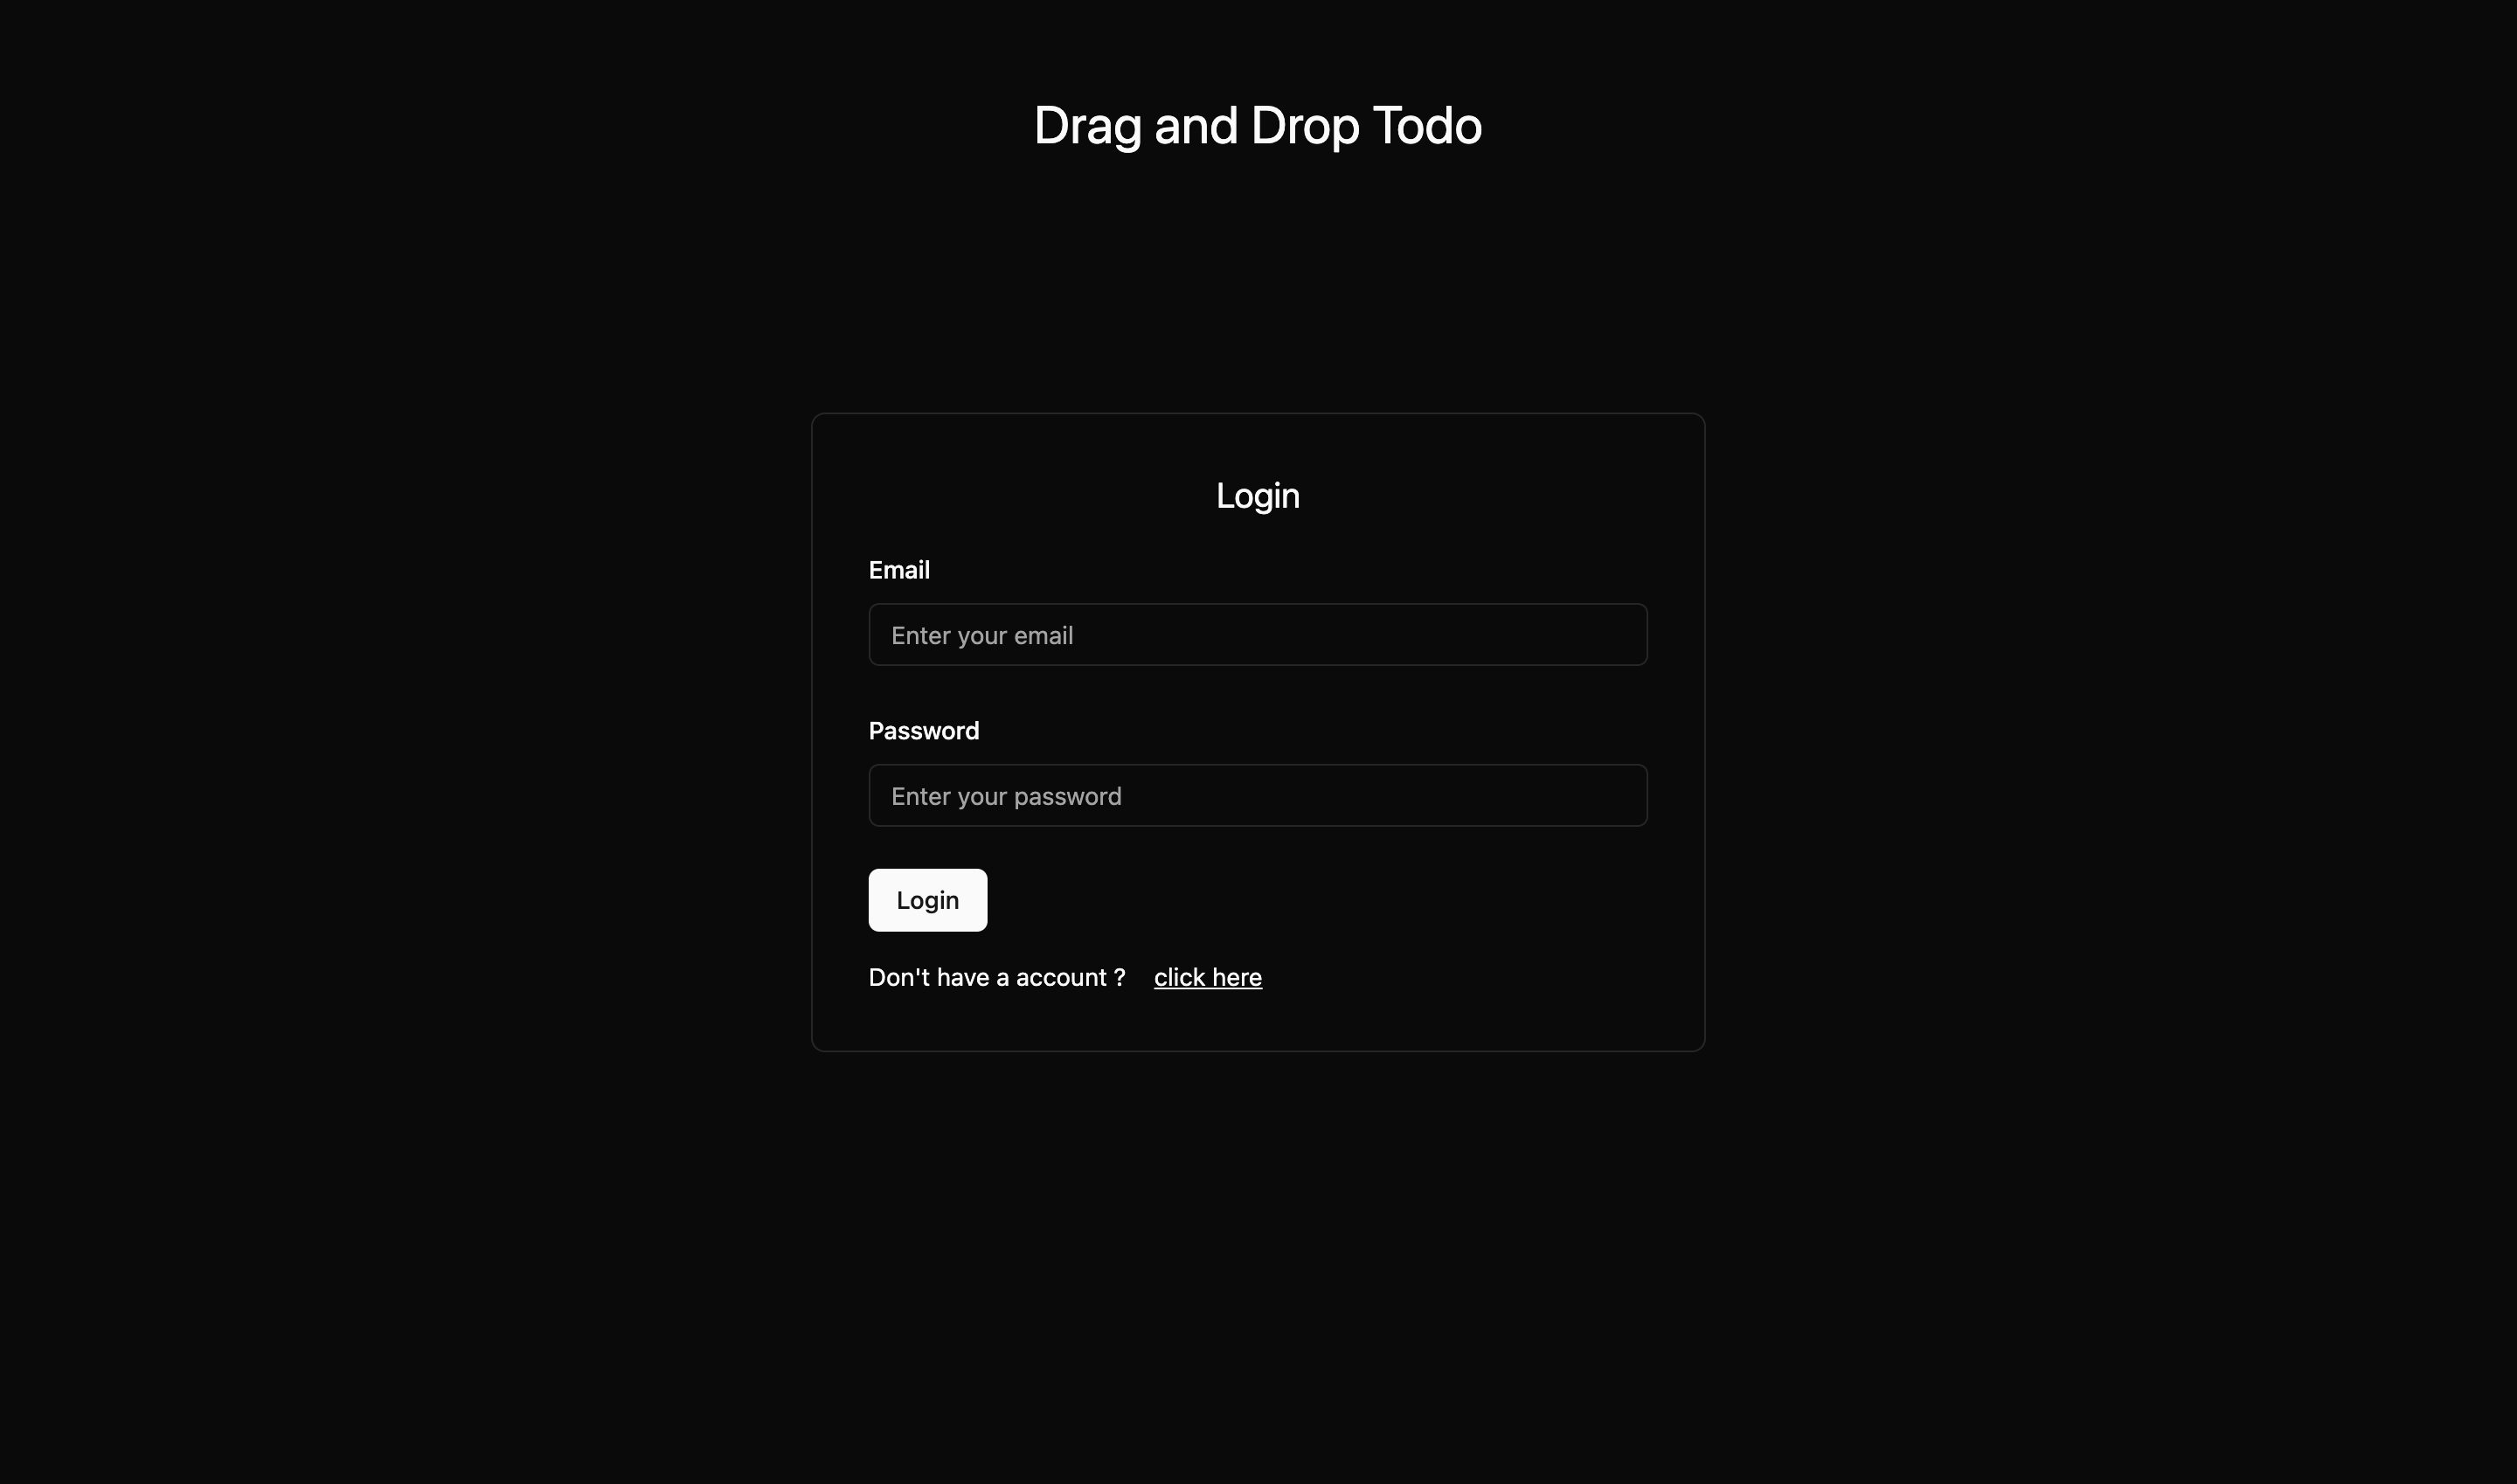 Drag and Drop Todo
Login
Email
Enter your email
Password
Enter your password
Login
Don't have a account ? click here